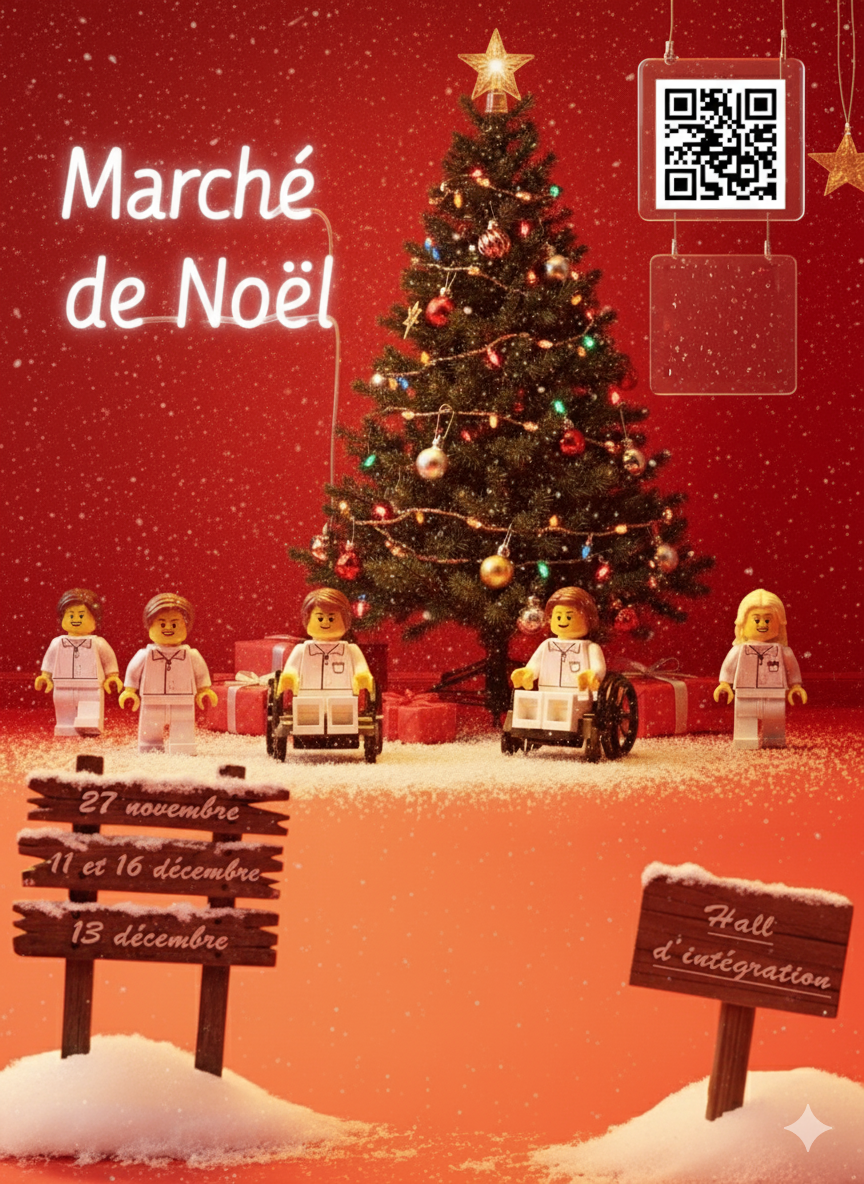 Marché
de Noël
27 novembre
11 et 16 décembre
13 décembre
Hall
d'intégration